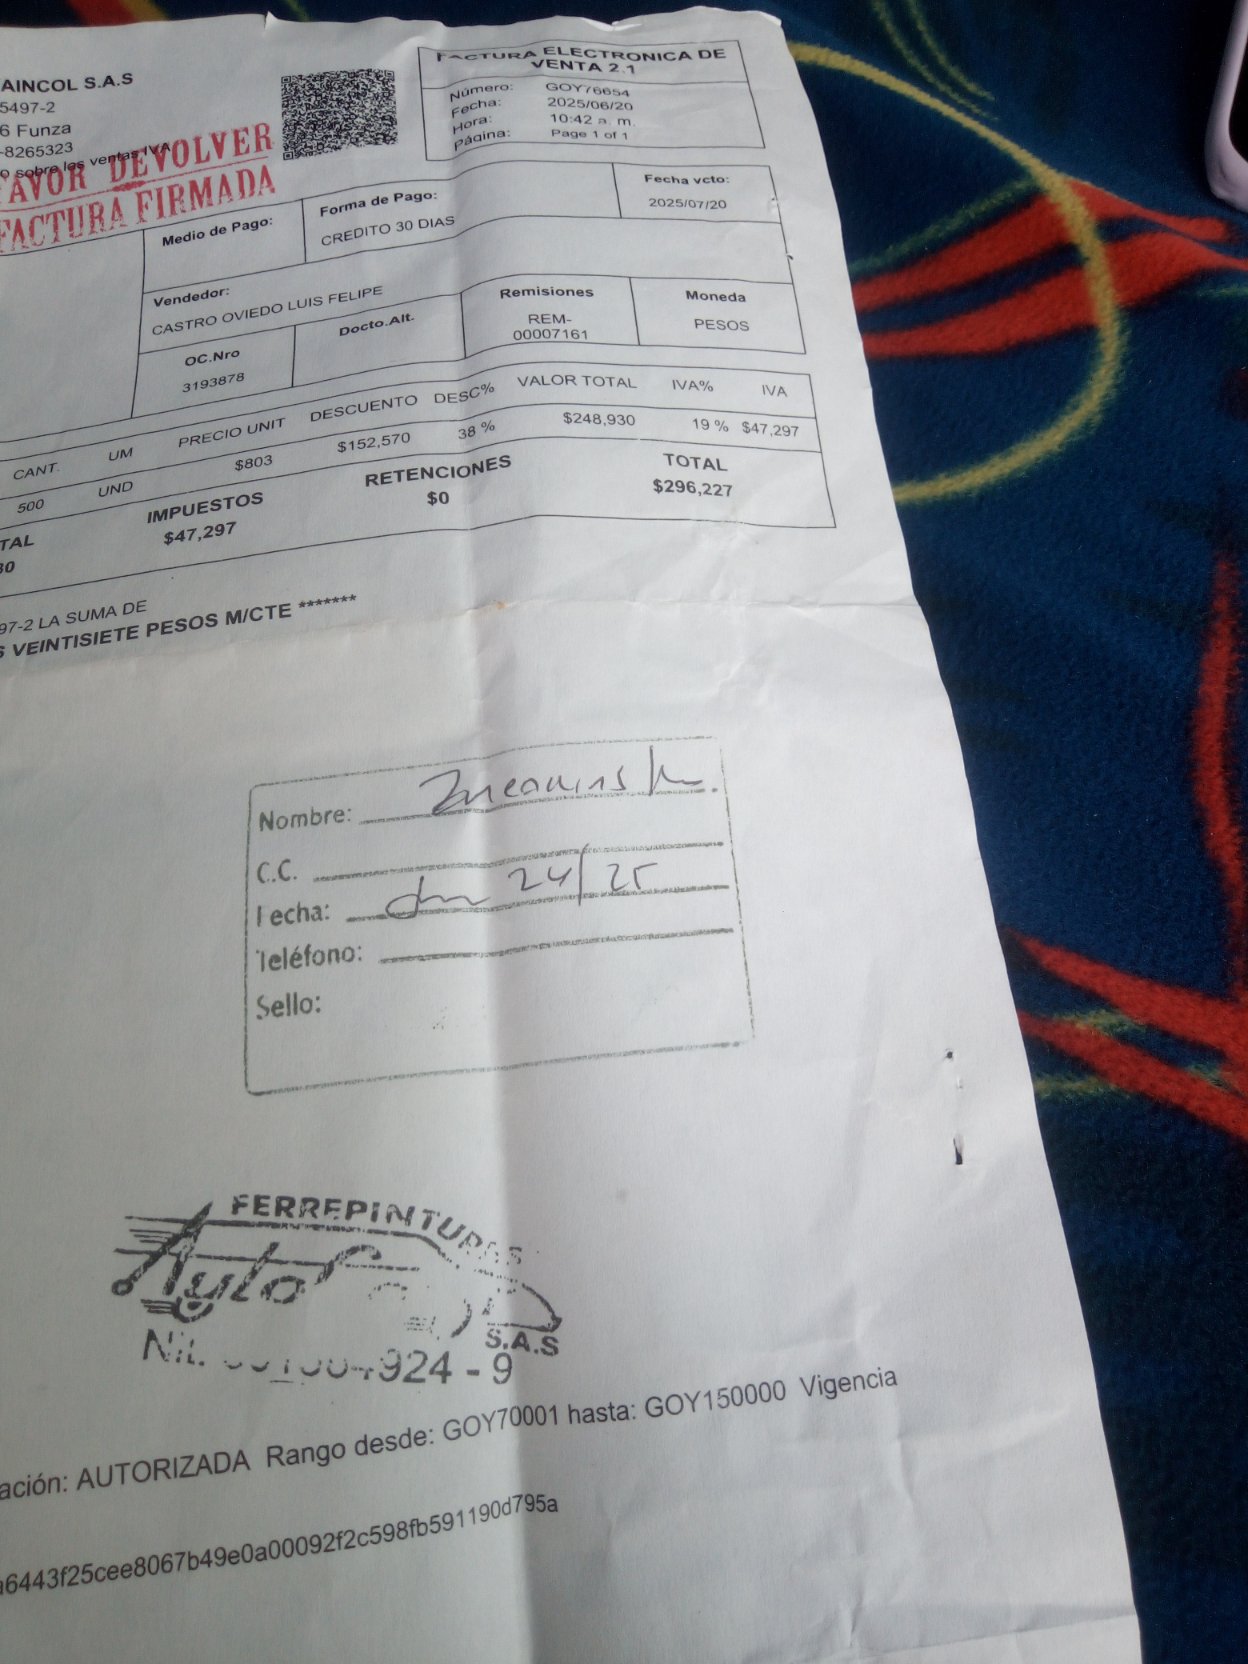 AINCOL S.A.S
5497-2
6 Funza
-8265323
o sobre las ventas IVA
FAVOR DEVOLVER
FACTURA FIRMADA
FACTURA ELECTRONICA DE
VENTA 2.1
Número: GOY76654
Fecha: 2025/06/20
Hora: 10:42 a. m.
Página: Page 1 of 1
Medio de Pago:
Forma de Pago:
CREDITO 30 DIAS
Fecha vcto:
2025/07/20
Vendedor:
CASTRO OVIEDO LUIS FELIPE
OC.Nro
3193878
Docto.Alt.
Remisiones
REM-
00007161
Moneda
PESOS
CANT. UM PRECIO UNIT DESCUENTO DESC% VALOR TOTAL IVA% IVA
500 UND $803 $152,570 38 % $248,930 19 % $47,297
TAL IMPUESTOS RETENCIONES TOTAL
30 $47,297 $0 $296,227
97-2 LA SUMA DE
S VEINTISIETE PESOS M/CTE *******
Nombre:
C.C.
Fecha: 24/25
Teléfono:
Sello:
FERREPINTURAS
Auto
S.A.S
Nit. 924 - 9
ación: AUTORIZADA Rango desde: GOY70001 hasta: GOY150000 Vigencia
a6443f25cee8067b49e0a00092f2c598fb591190d795a